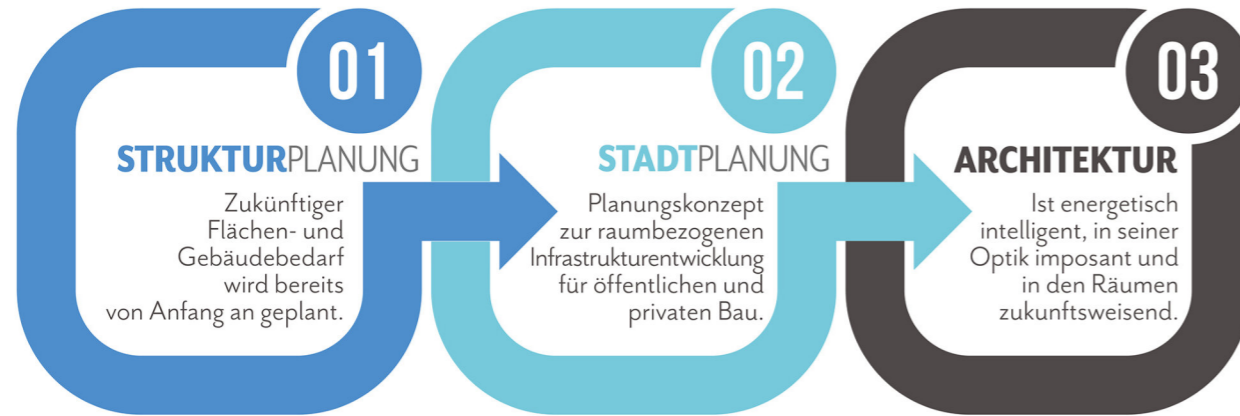 01
STRUKTURPLANUNG
Zukünftiger
Flächen- und
Gebäudebedarf
wird bereits
von Anfang an geplant.
02
STADTPLANUNG
Planungskonzept
zur raumbezogenen
Infrastrukturentwicklung
für öffentlichen und
privaten Bau.
03
ARCHITEKTUR
Ist energetisch
intelligent, in seiner
Optik imposant und
in den Räumen
zukunftsweisend.